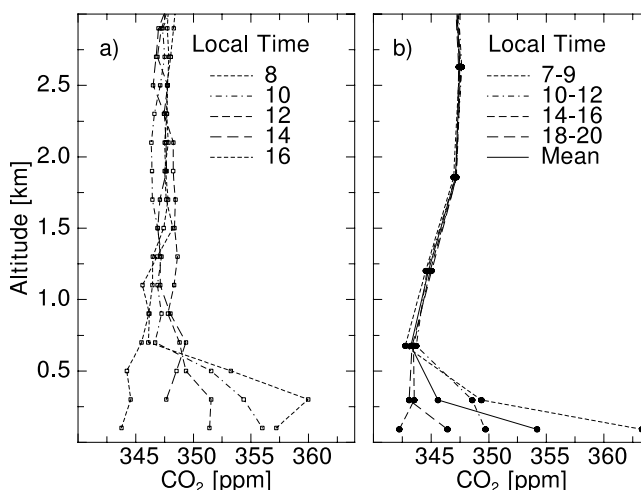 a)
Local Time
8
10
12
14
16
b)
Local Time
7-9
10-12
14-16
18-20
Mean
Altitude [km]
2.5
2.0
1.5
1.0
0.5
345 350 355 360
345 350 355 360
CO2 [ppm]
CO2 [ppm]